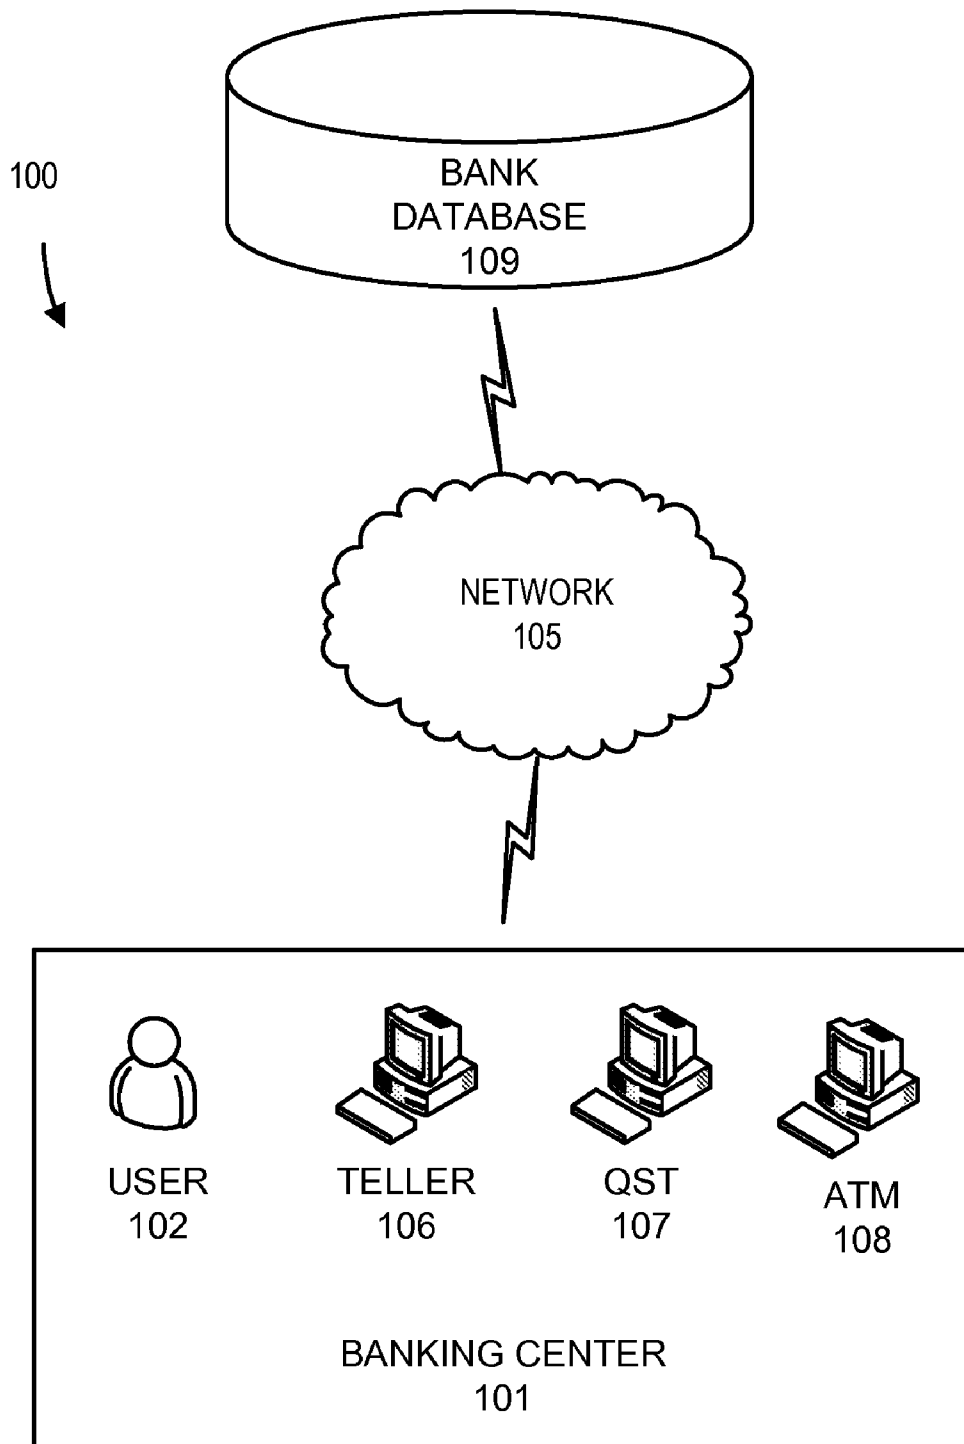 BANK
DATABASE
109
100
NETWORK
105
USER
102
TELLER
106
QST
107
ATM
108
BANKING CENTER
101